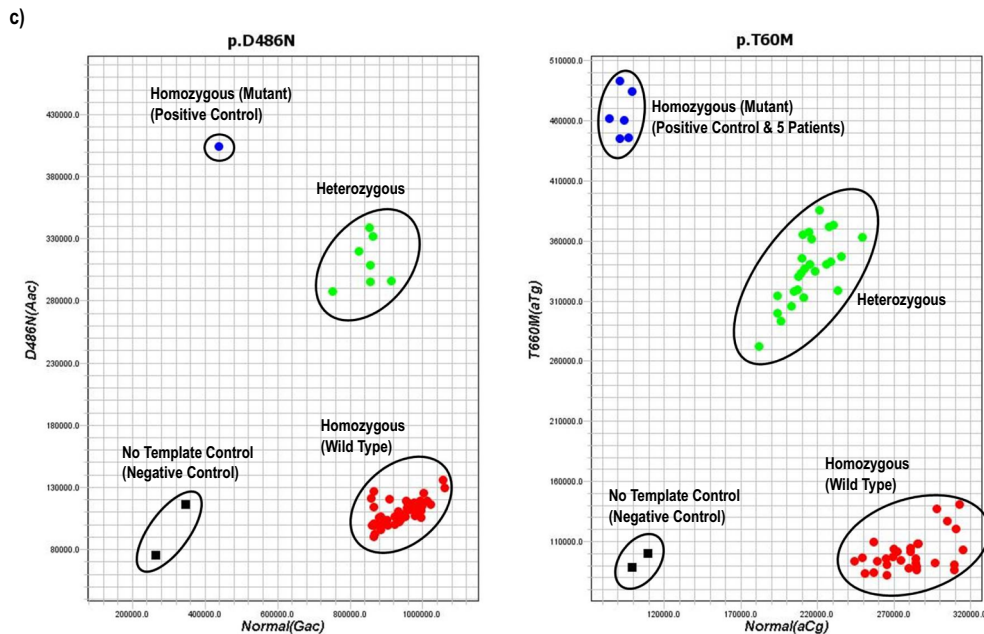 c)
p.D486N
Homozygous (Mutant)
(Positive Control)
Heterozygous
No Template Control
(Negative Control)
Homozygous
(Wild Type)
D486N(Aac)
430000.0
380000.0
330000.0
280000.0
230000.0
180000.0
130000.0
80000.0
200000.0 400000.0 600000.0 800000.0 1000000.0
Normal(Gac)
p.T60M
Homozygous (Mutant)
(Positive Control & 5 Patients)
Heterozygous
Homozygous
(Wild Type)
No Template Control
(Negative Control)
T660M(aTg)
510000.0
460000.0
410000.0
360000.0
310000.0
260000.0
210000.0
160000.0
110000.0
120000.0 170000.0 220000.0 270000.0 320000.0
Normal(aCg)